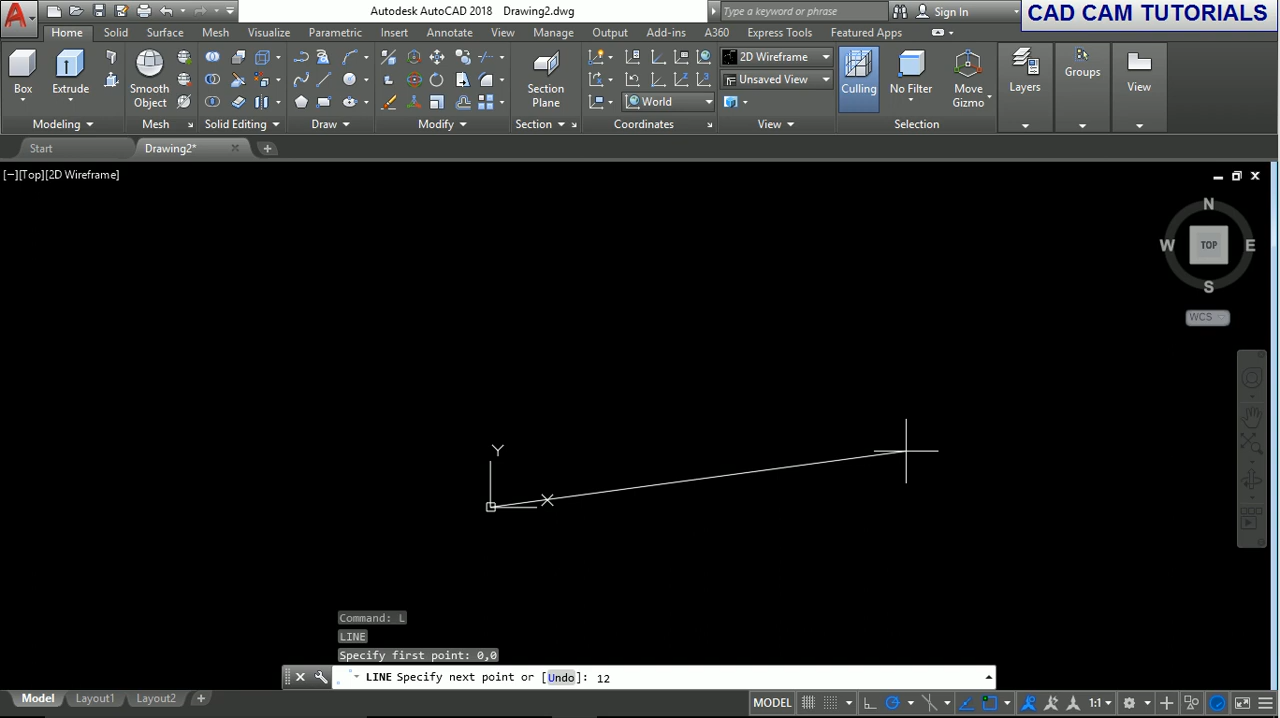 Autodesk AutoCAD 2018 Drawing2.dwg
Type a keyword or phrase
Sign In
CAD CAM TUTORIALS
Home Solid Surface Mesh Visualize Parametric Insert Annotate View Manage Output Add-ins A360 Express Tools Featured Apps
2D Wireframe
Unsaved View
World
Box
Extrude
Smooth
Object
Section
Plane
Culling
No Filter
Move
Gizmo
Layers
Groups
View
Modeling Mesh Solid Editing Draw Modify Section Coordinates View Selection
Start Drawing2*
[−][Top][2D Wireframe]
N
W TOP E
S
WCS
Y
X
Command: L
LINE
Specify first point: 0,0
LINE Specify next point or [Undo]: 12
Model Layout1 Layout2
MODEL
1:1